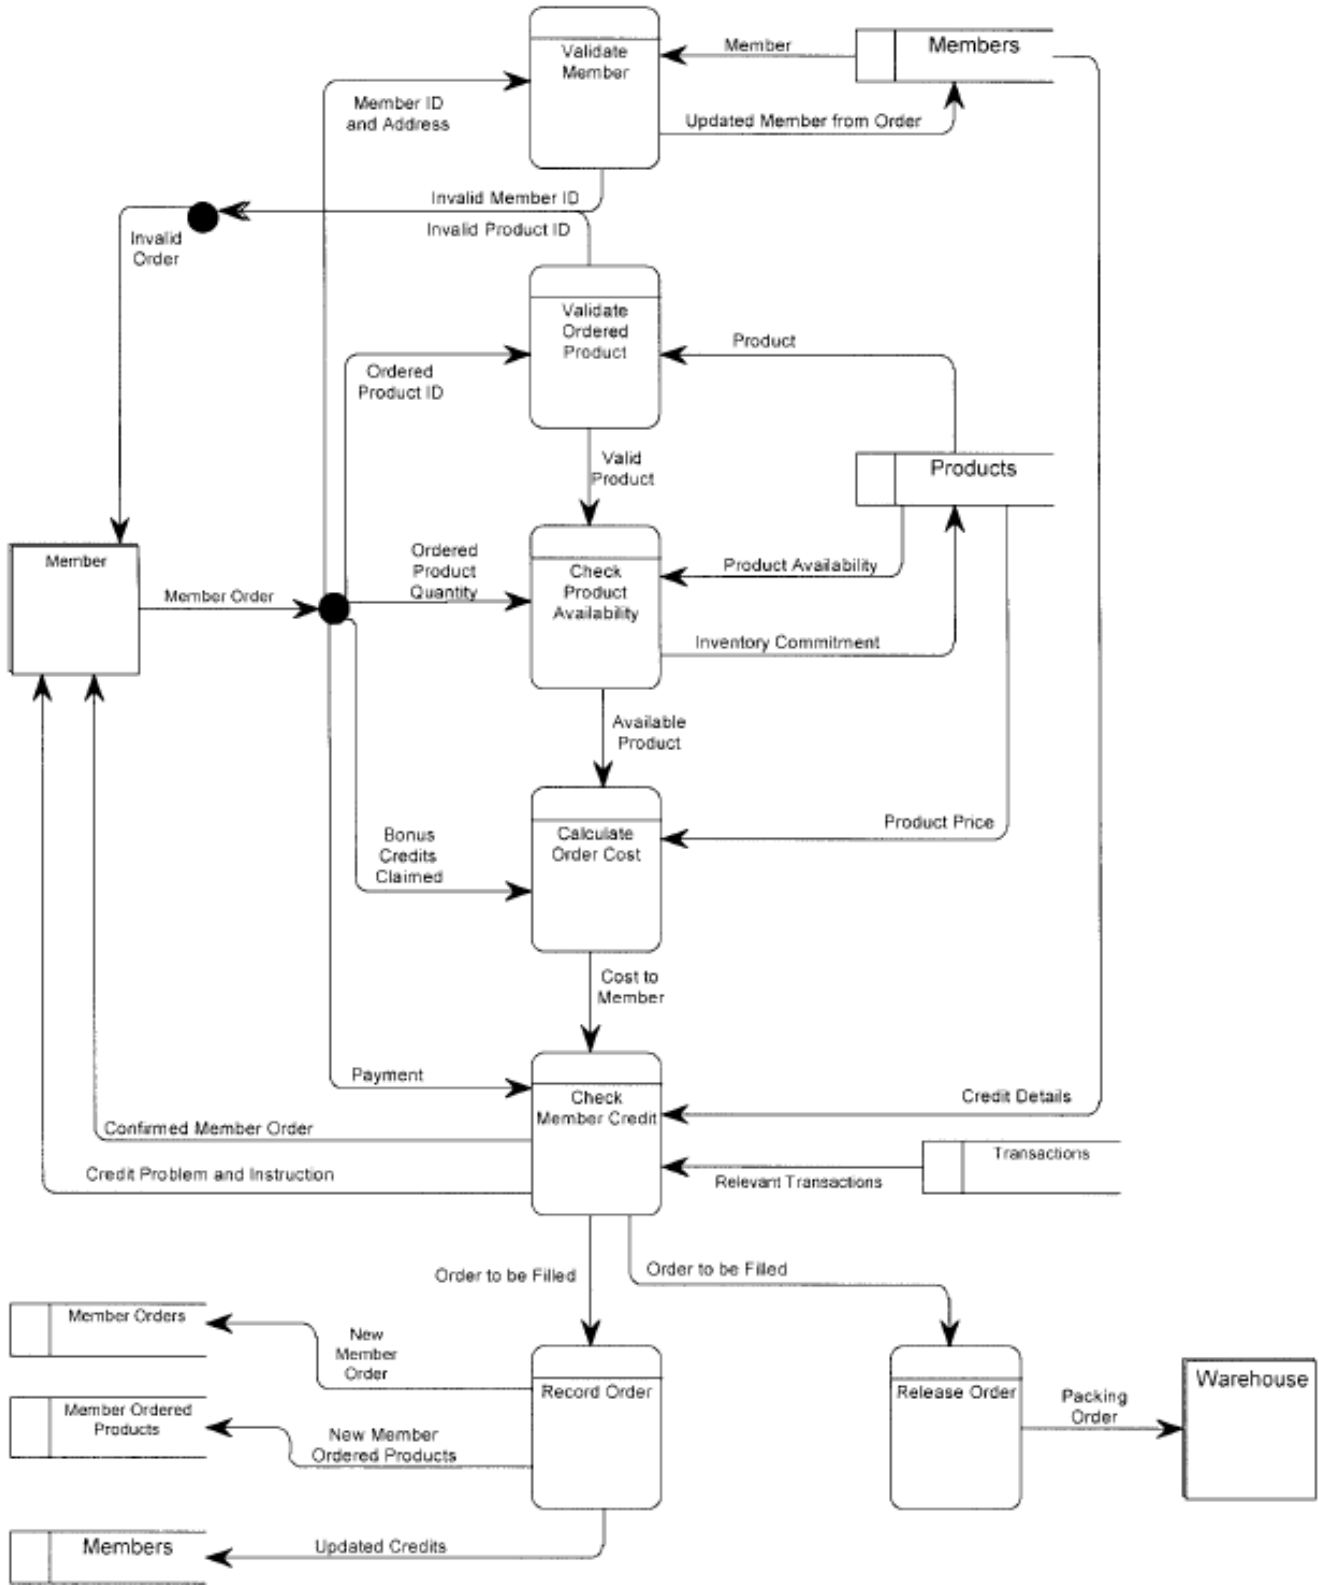 Validate
Member
Member
Members
Member ID
and Address
Updated Member from Order
Invalid Member ID
Invalid Product ID
Invalid
Order
Validate
Ordered
Product
Product
Ordered
Product ID
Valid
Product
Products
Member
Ordered
Product
Quantity
Check
Product
Availability
Product Availability
Member Order
Inventory Commitment
Available
Product
Bonus
Credits
Claimed
Calculate
Order Cost
Product Price
Cost to
Member
Payment
Check
Member Credit
Credit Details
Confirmed Member Order
Credit Problem and Instruction
Transactions
Relevant Transactions
Order to be Filled
Order to be Filled
Member Orders
New
Member
Order
Record Order
Release Order
Packing
Order
Warehouse
Member Ordered
Products
New Member
Ordered Products
Members
Updated Credits